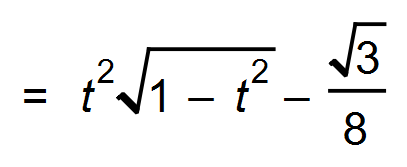 = t²√(1 – t²) – √3/8